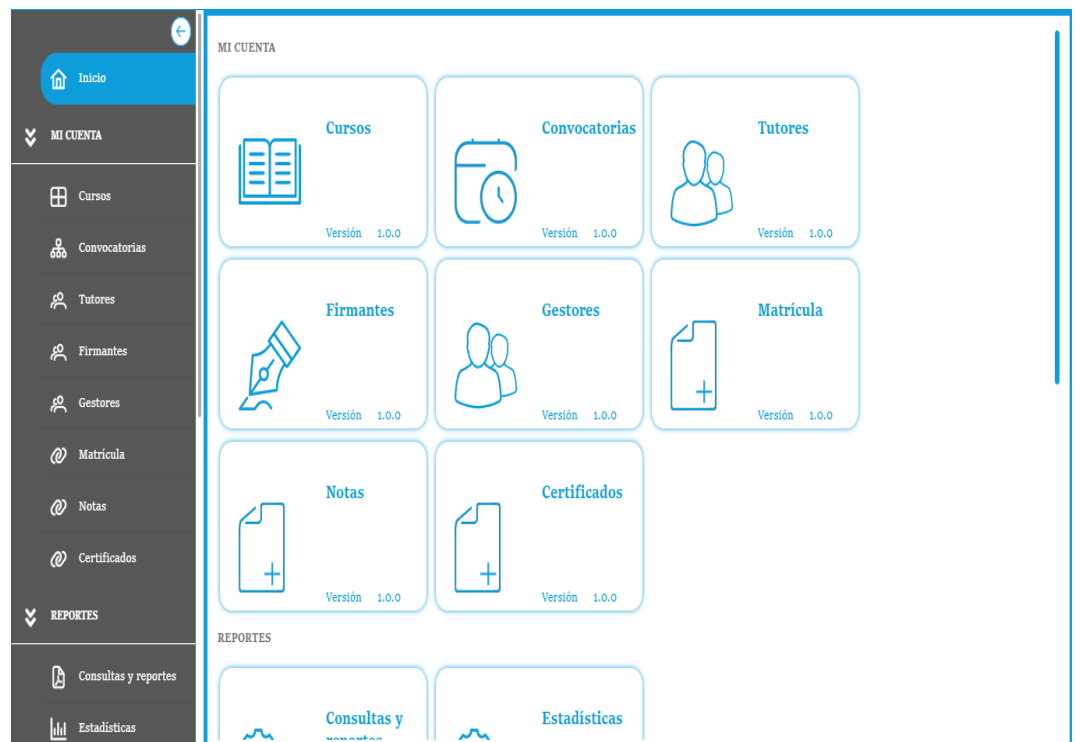 Inicio
MI CUENTA
Cursos
Convocatorias
Tutores
Firmantes
Gestores
Matrícula
Notas
Certificados
REPORTES
Consultas y reportes
Estadísticas
MI CUENTA
Cursos
Versión 1.0.0
Convocatorias
Versión 1.0.0
Tutores
Versión 1.0.0
Firmantes
Versión 1.0.0
Gestores
Versión 1.0.0
Matrícula
Versión 1.0.0
Notas
Versión 1.0.0
Certificados
Versión 1.0.0
REPORTES
Consultas y
reportes
Estadísticas